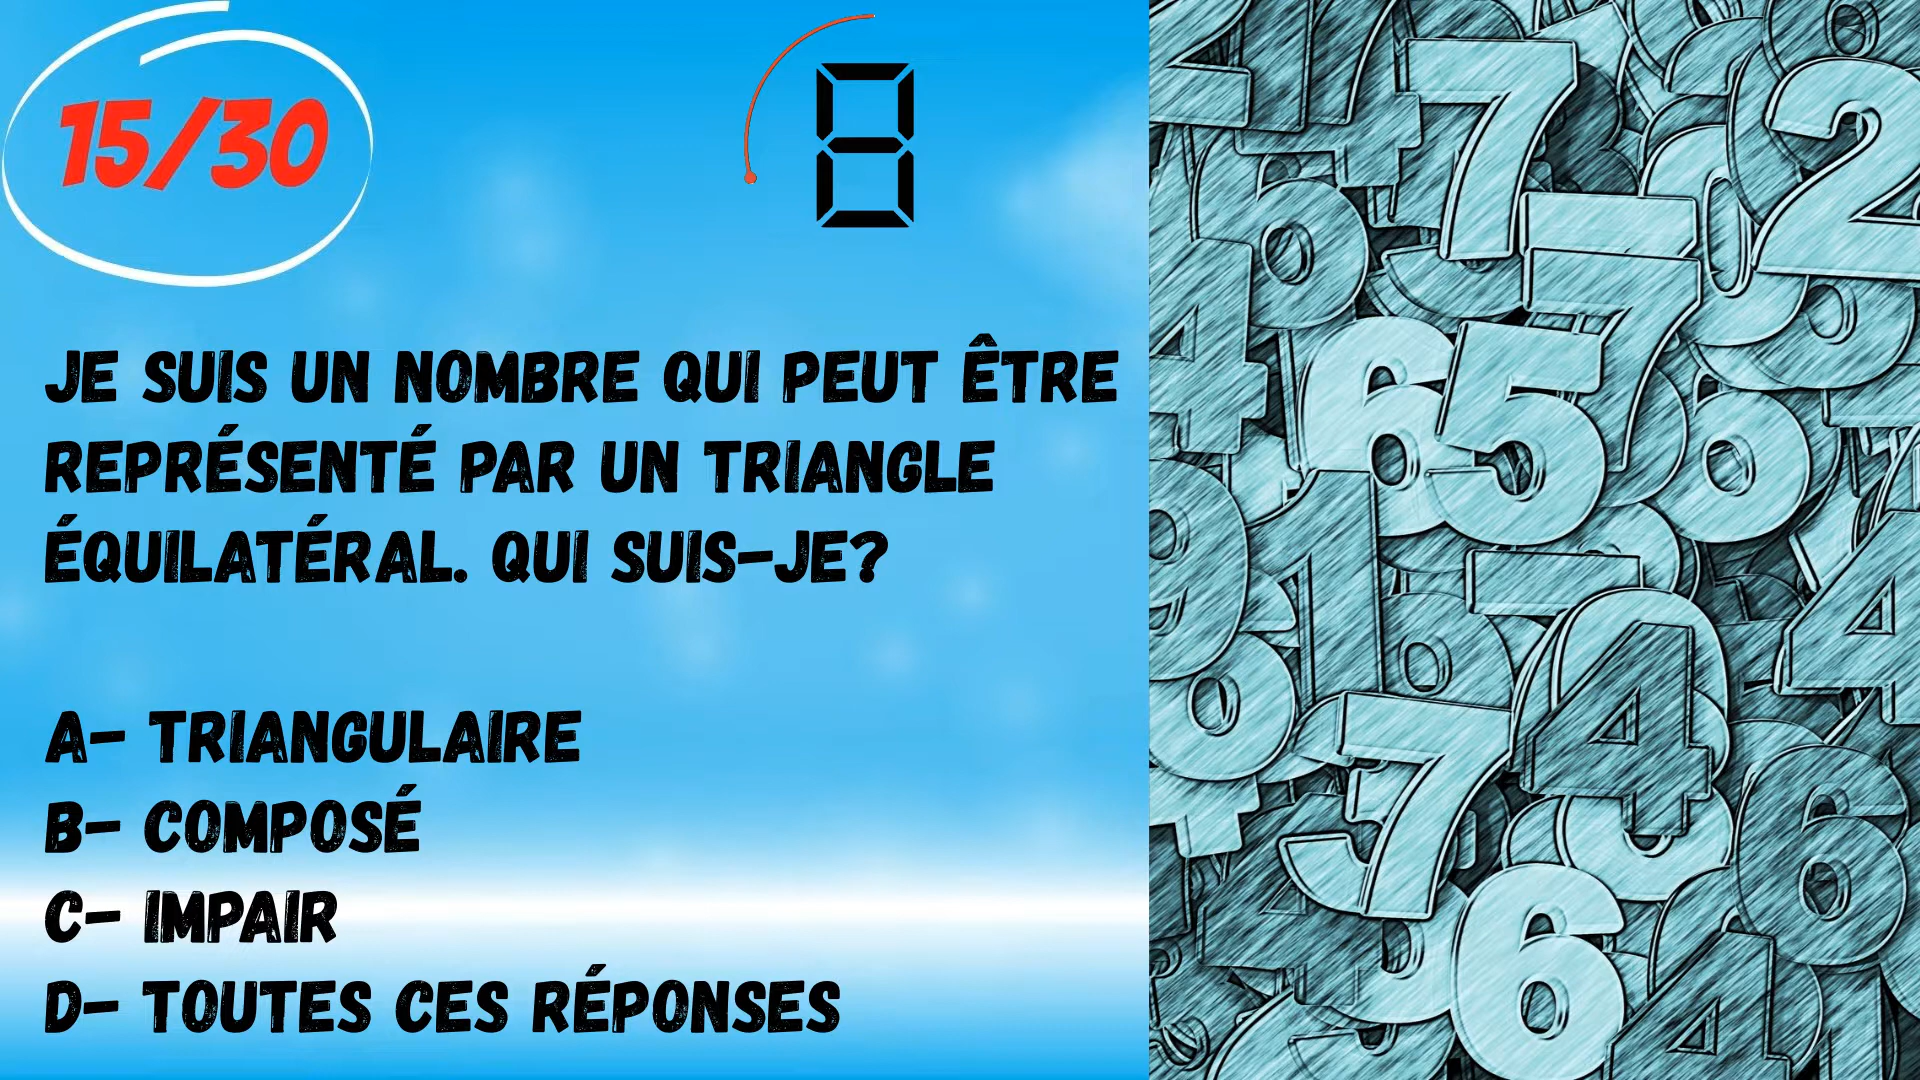 15/30
8
JE SUIS UN NOMBRE QUI PEUT ÊTRE
REPRÉSENTÉ PAR UN TRIANGLE
ÉQUILATÉRAL. QUI SUIS-JE?
A- TRIANGULAIRE
B- COMPOSÉ
C- IMPAIR
D- TOUTES CES RÉPONSES